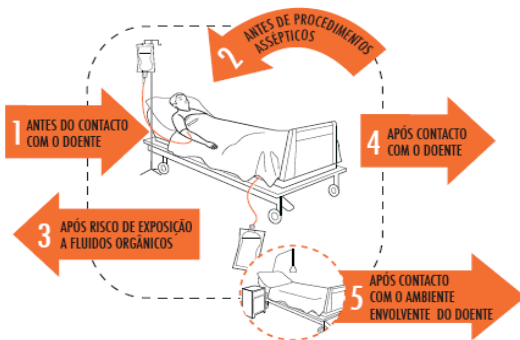 1 ANTES DO CONTACTO
COM O DOENTE
2 ANTES DE PROCEDIMENTOS
ASSÉPTICOS
3 APÓS RISCO DE EXPOSIÇÃO
A FLUIDOS ORGÂNICOS
4 APÓS CONTACTO
COM O DOENTE
5 APÓS CONTACTO
COM O AMBIENTE
ENVOLVENTE DO DOENTE